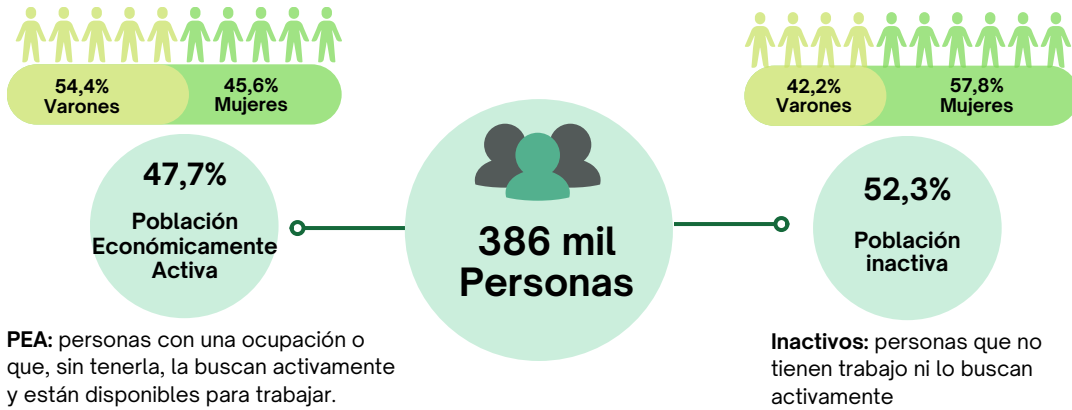 54,4%
Varones
45,6%
Mujeres
47,7%
Población
Económicamente
Activa
PEA: personas con una ocupación o
que, sin tenerla, la buscan activamente
y están disponibles para trabajar.
386 mil
Personas
42,2%
Varones
57,8%
Mujeres
52,3%
Población
inactiva
Inactivos: personas que no
tienen trabajo ni lo buscan
activamente